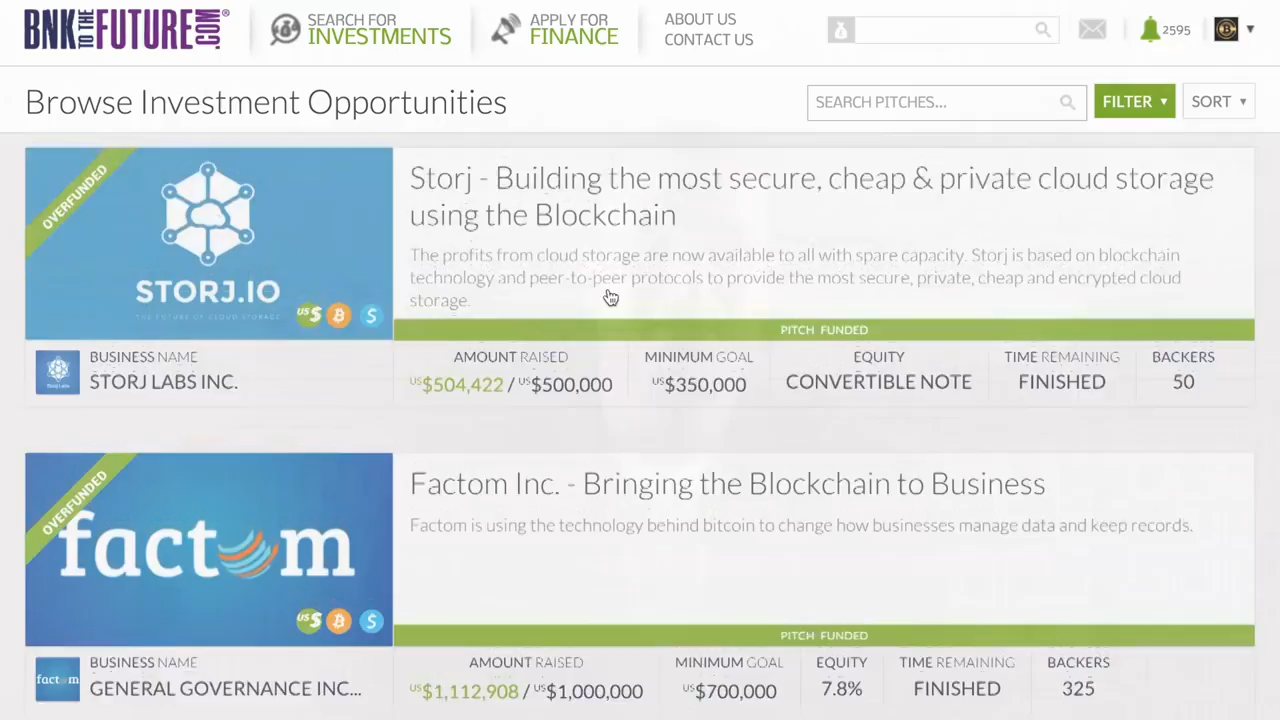 BNK TO THE FUTURE .COM®
SEARCH FOR
INVESTMENTS
APPLY FOR
FINANCE
ABOUT US
CONTACT US
2595
Browse Investment Opportunities
SEARCH PITCHES...
FILTER
SORT
OVERFUNDED
STORJ.IO
THE FUTURE OF CLOUD STORAGE
US$
Storj - Building the most secure, cheap & private cloud storage
using the Blockchain
The profits from cloud storage are now available to all with spare capacity. Storj is based on blockchain
technology and peer-to-peer protocols to provide the most secure, private, cheap and encrypted cloud
storage.
PITCH FUNDED
BUSINESS NAME
STORJ LABS INC.
AMOUNT RAISED
US$504,422 / US$500,000
MINIMUM GOAL
US$350,000
EQUITY
CONVERTIBLE NOTE
TIME REMAINING
FINISHED
BACKERS
50
OVERFUNDED
factom
US$
Factom Inc. - Bringing the Blockchain to Business
Factom is using the technology behind bitcoin to change how businesses manage data and keep records.
PITCH FUNDED
factom
BUSINESS NAME
GENERAL GOVERNANCE INC...
AMOUNT RAISED
US$1,112,908 / US$1,000,000
MINIMUM GOAL
US$700,000
EQUITY
7.8%
TIME REMAINING
FINISHED
BACKERS
325